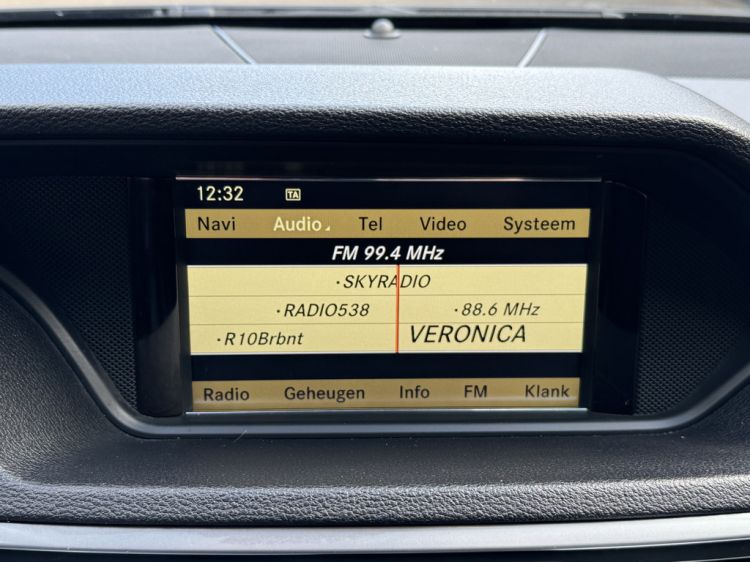 12:32 TA
Navi Audio Tel Video Systeem
FM 99.4 MHz
·SKYRADIO
·RADIO538 ·88.6 MHz
·R10Brbnt VERONICA
Radio Geheugen Info FM Klank